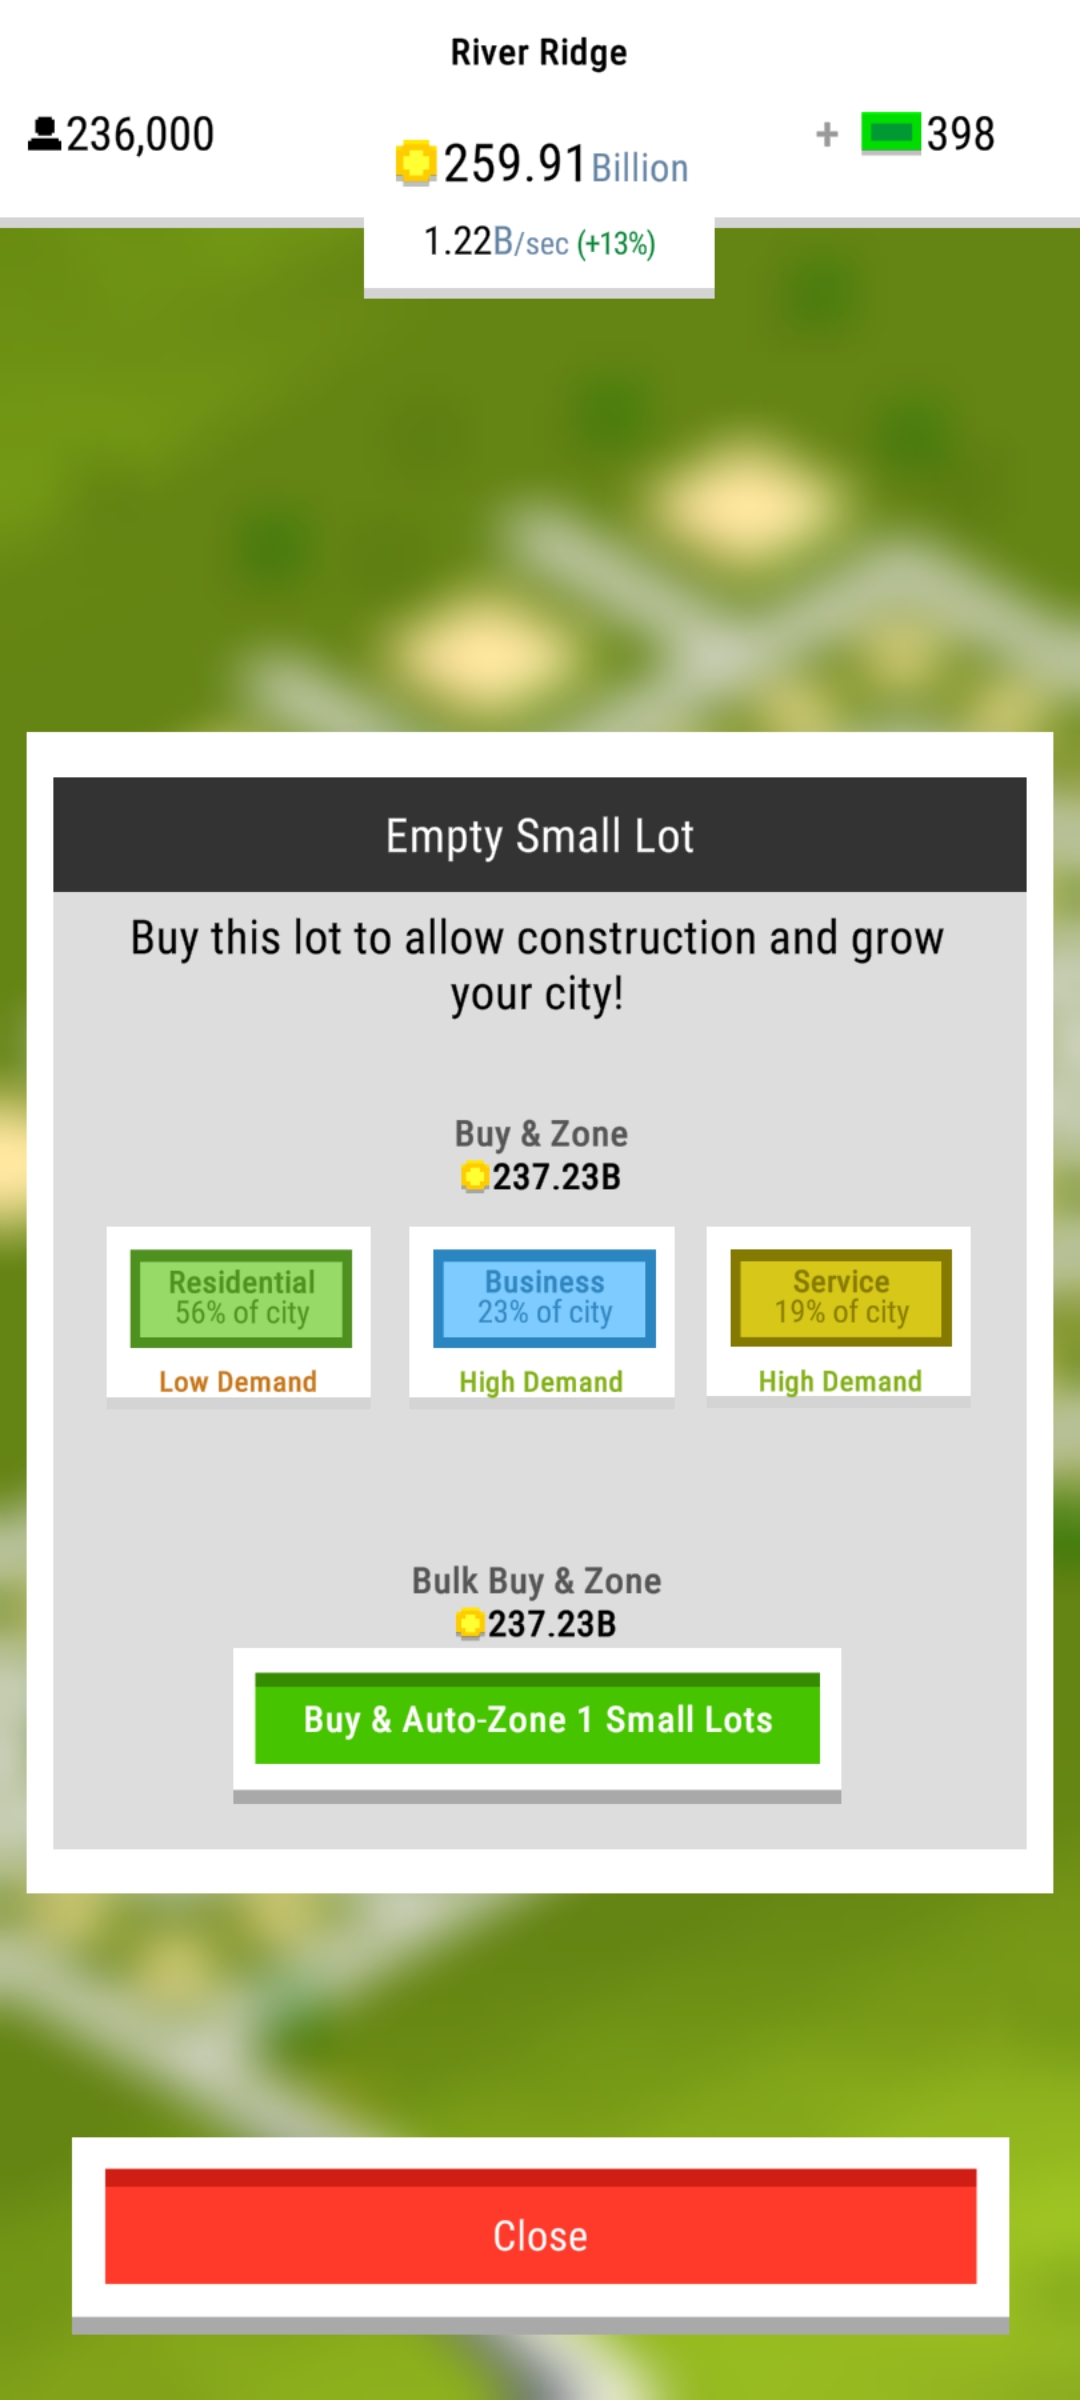 River Ridge
236,000
259.91 Billion
+ 398
1.22B/sec (+13%)
Empty Small Lot
Buy this lot to allow construction and grow
your city!
Buy & Zone
237.23B
Residential
56% of city
Low Demand
Business
23% of city
High Demand
Service
19% of city
High Demand
Bulk Buy & Zone
237.23B
Buy & Auto-Zone 1 Small Lots
Close